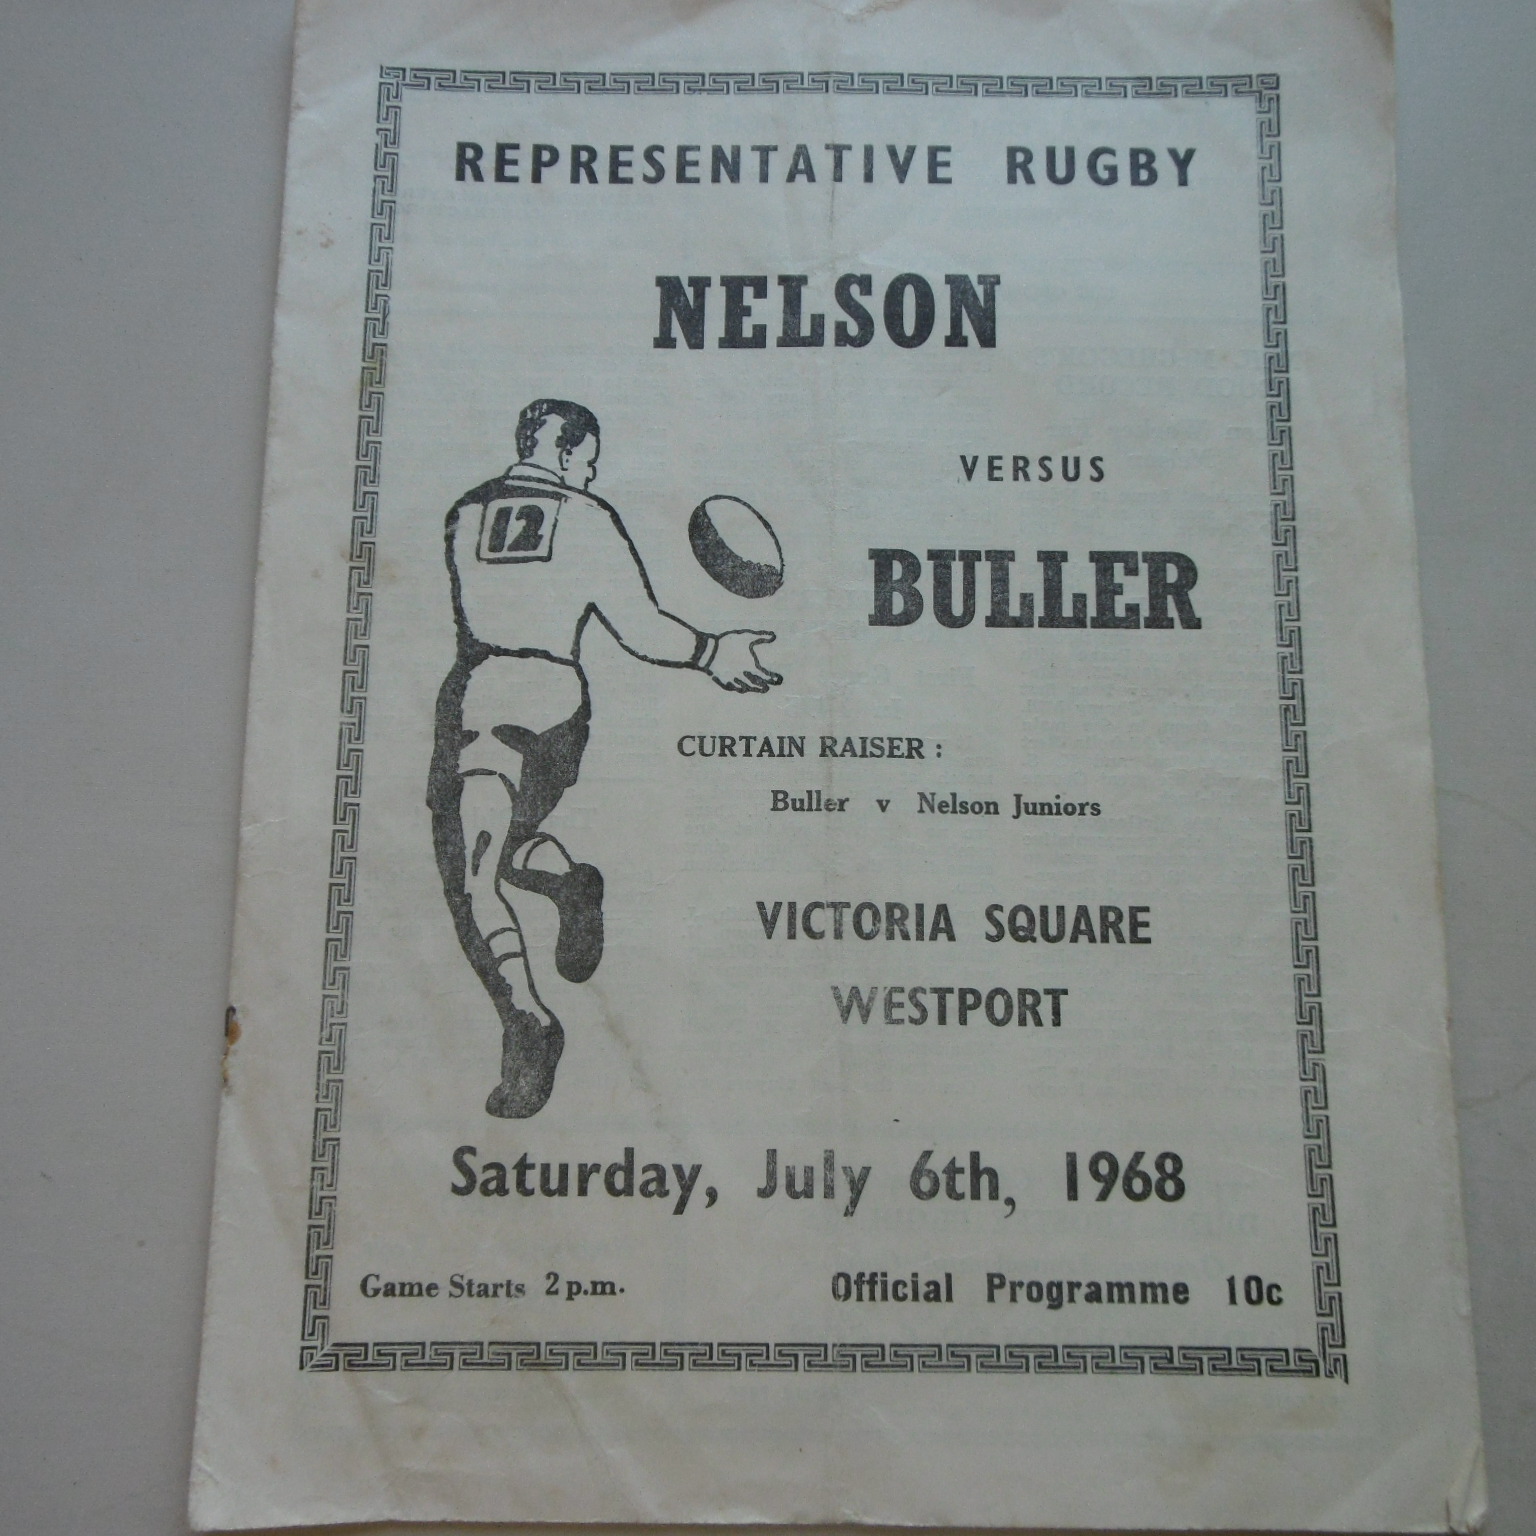 REPRESENTATIVE RUGBY
NELSON
VERSUS
12
BULLER
CURTAIN RAISER :
Buller v Nelson Juniors
VICTORIA SQUARE
WESTPORT
Saturday, July 6th, 1968
Game Starts 2 p.m.
Official Programme 10c